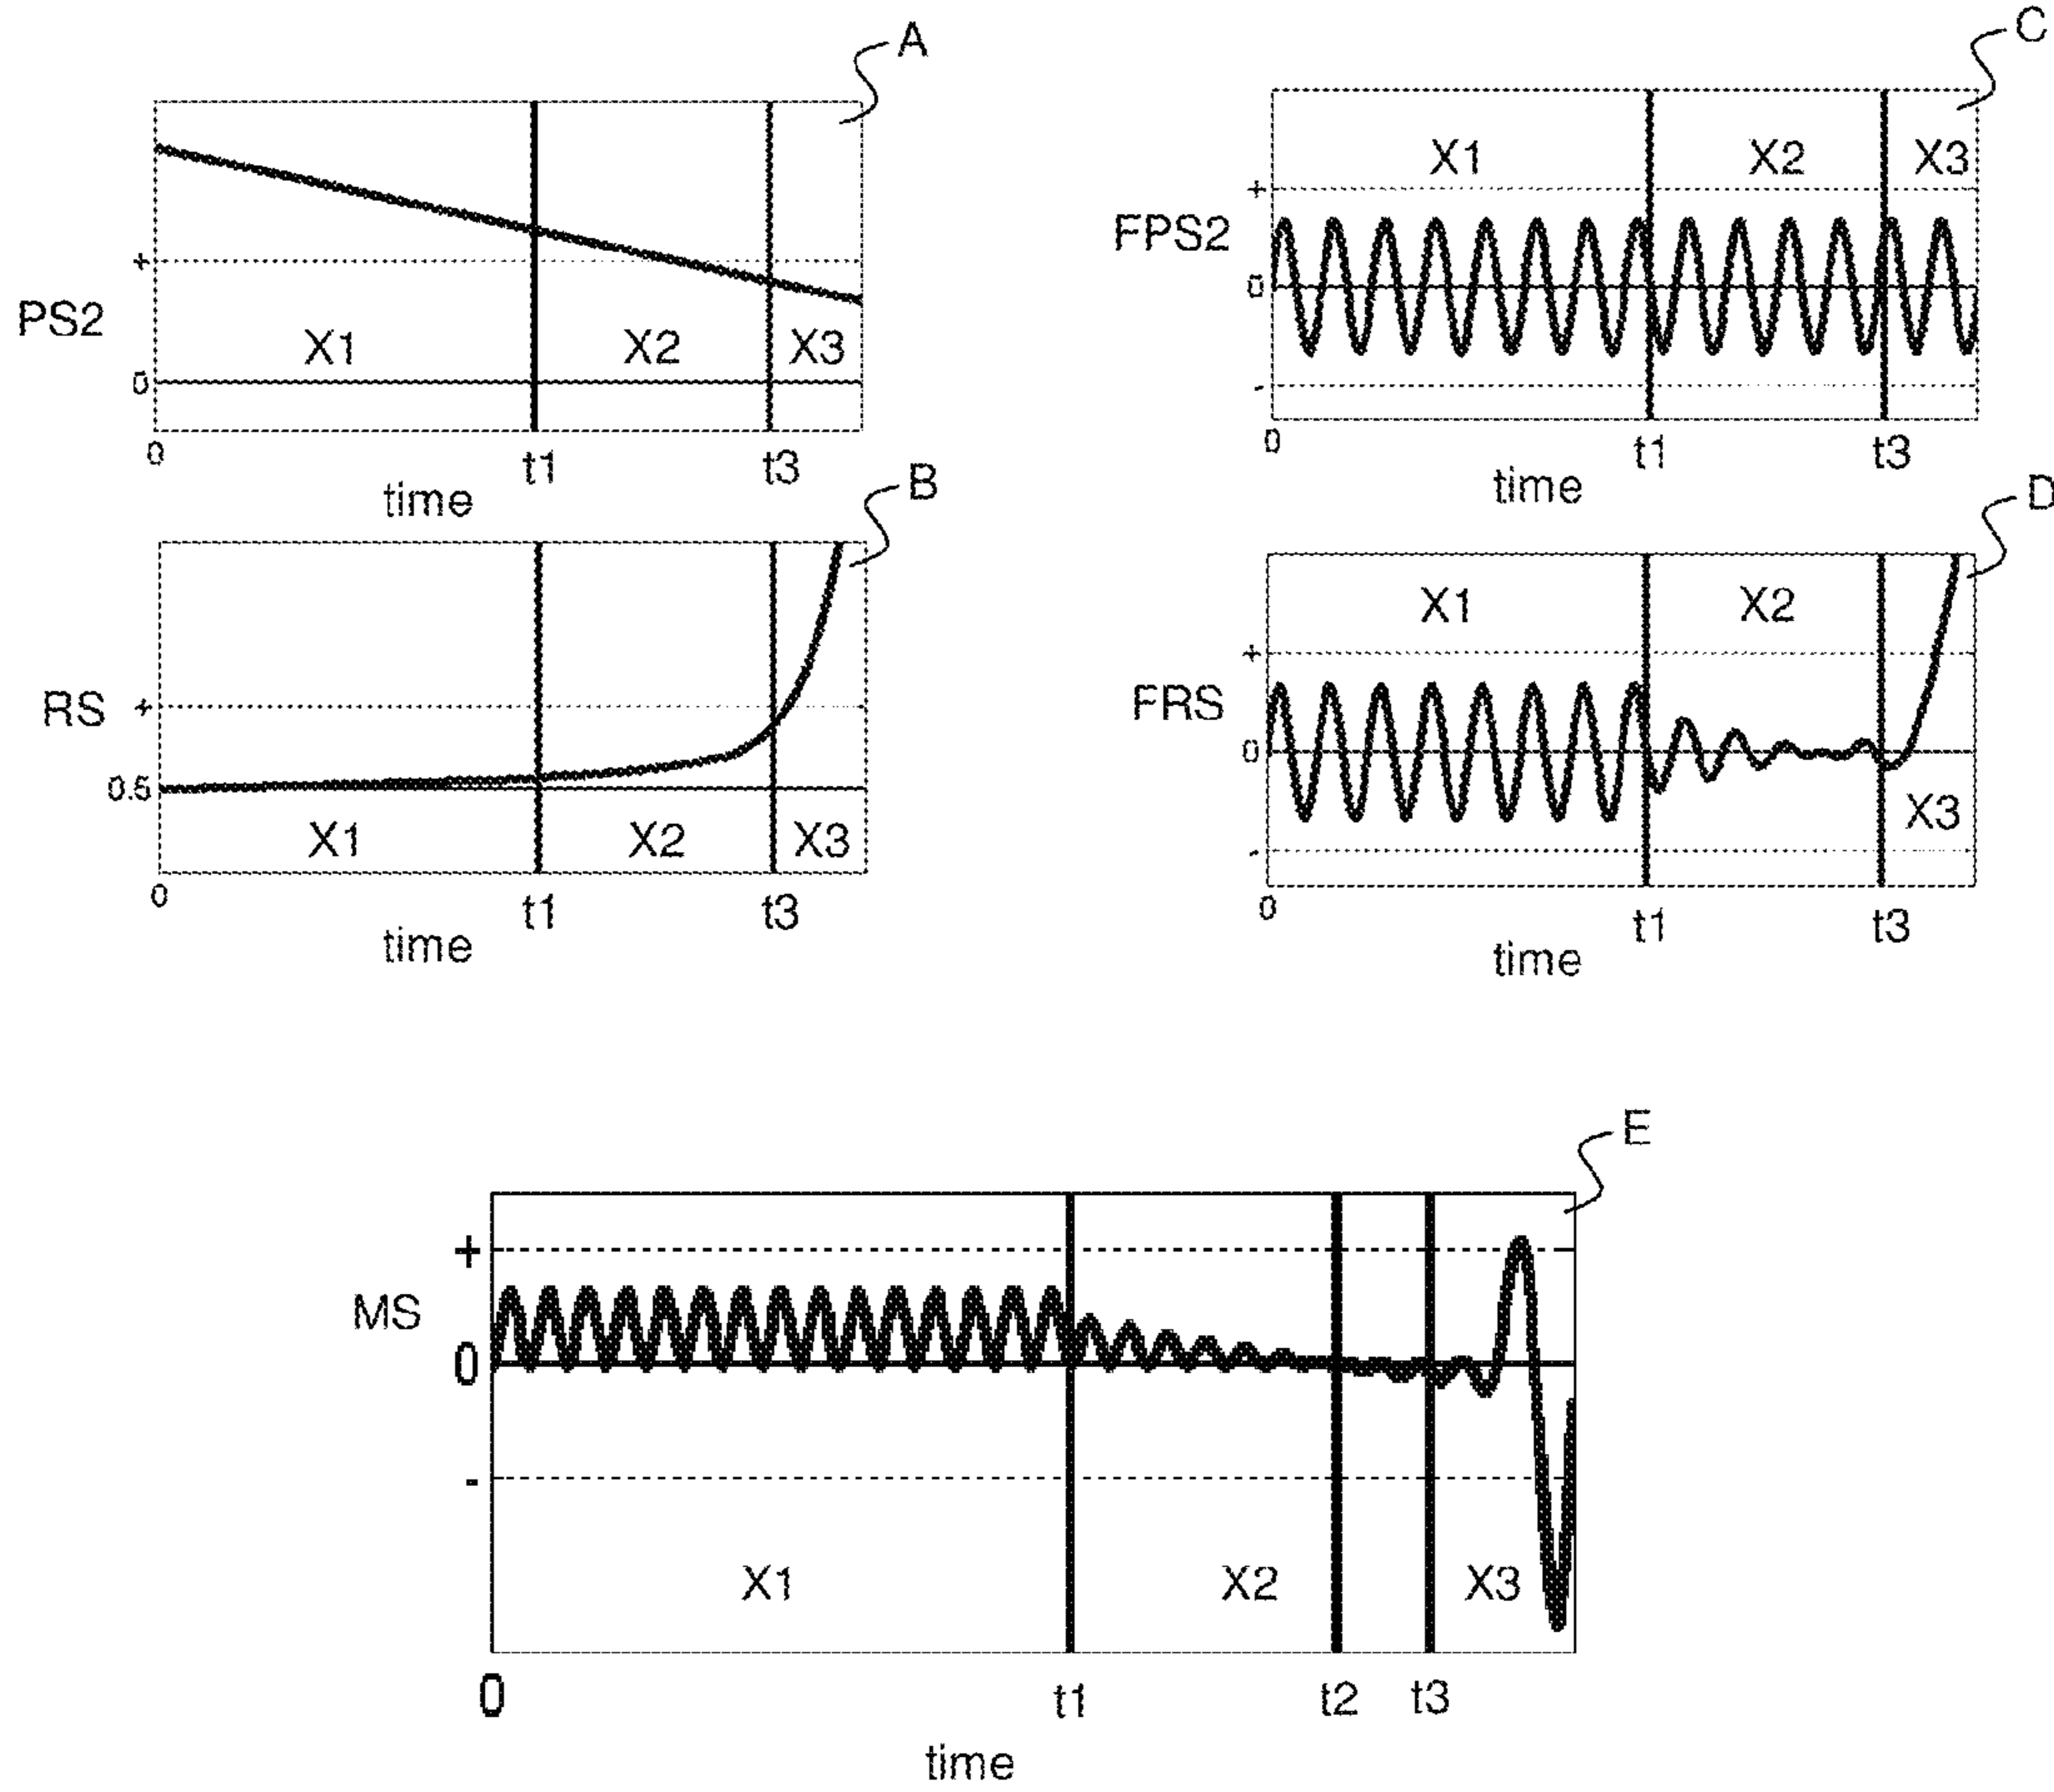 A
PS2
+
0
X1 X2 X3
0 t1 t3
time
B
RS
+
0.5
X1 X2 X3
0 t1 t3
time
C
X1 X2 X3
FPS2
+
0
-
0 t1 t3
time
D
X1 X2
FRS
+
0
-
X3
0 t1 t3
time
E
MS
+
0
-
X1 X2 X3
0 t1 t2 t3
time